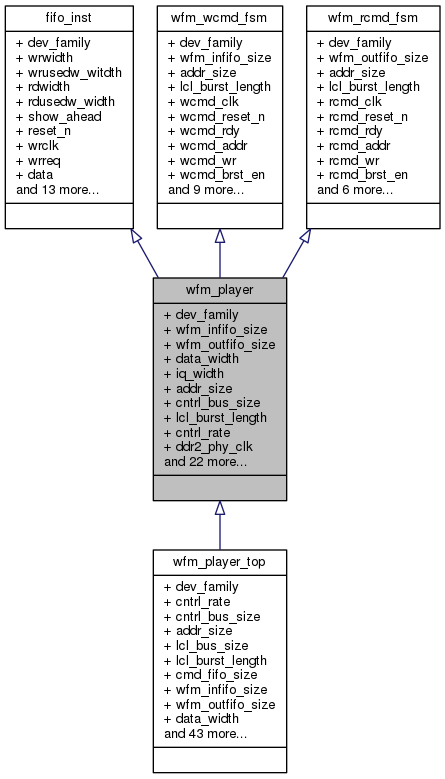 fifo_inst
+ dev_family
+ wrwidth
+ wrusedw_witdth
+ rdwidth
+ rdusedw_width
+ show_ahead
+ reset_n
+ wrclk
+ wrreq
+ data
and 13 more...
wfm_wcmd_fsm
+ dev_family
+ wfm_infifo_size
+ addr_size
+ lcl_burst_length
+ wcmd_clk
+ wcmd_reset_n
+ wcmd_rdy
+ wcmd_addr
+ wcmd_wr
+ wcmd_brst_en
and 9 more...
wfm_rcmd_fsm
+ dev_family
+ wfm_outfifo_size
+ addr_size
+ lcl_burst_length
+ rcmd_clk
+ rcmd_reset_n
+ rcmd_rdy
+ rcmd_addr
+ rcmd_wr
+ rcmd_brst_en
and 6 more...
wfm_player
+ dev_family
+ wfm_infifo_size
+ wfm_outfifo_size
+ data_width
+ iq_width
+ addr_size
+ cntrl_bus_size
+ lcl_burst_length
+ cntrl_rate
+ ddr2_phy_clk
and 22 more...
wfm_player_top
+ dev_family
+ cntrl_rate
+ cntrl_bus_size
+ addr_size
+ lcl_bus_size
+ lcl_burst_length
+ cmd_fifo_size
+ wfm_infifo_size
+ wfm_outfifo_size
+ data_width
and 43 more...